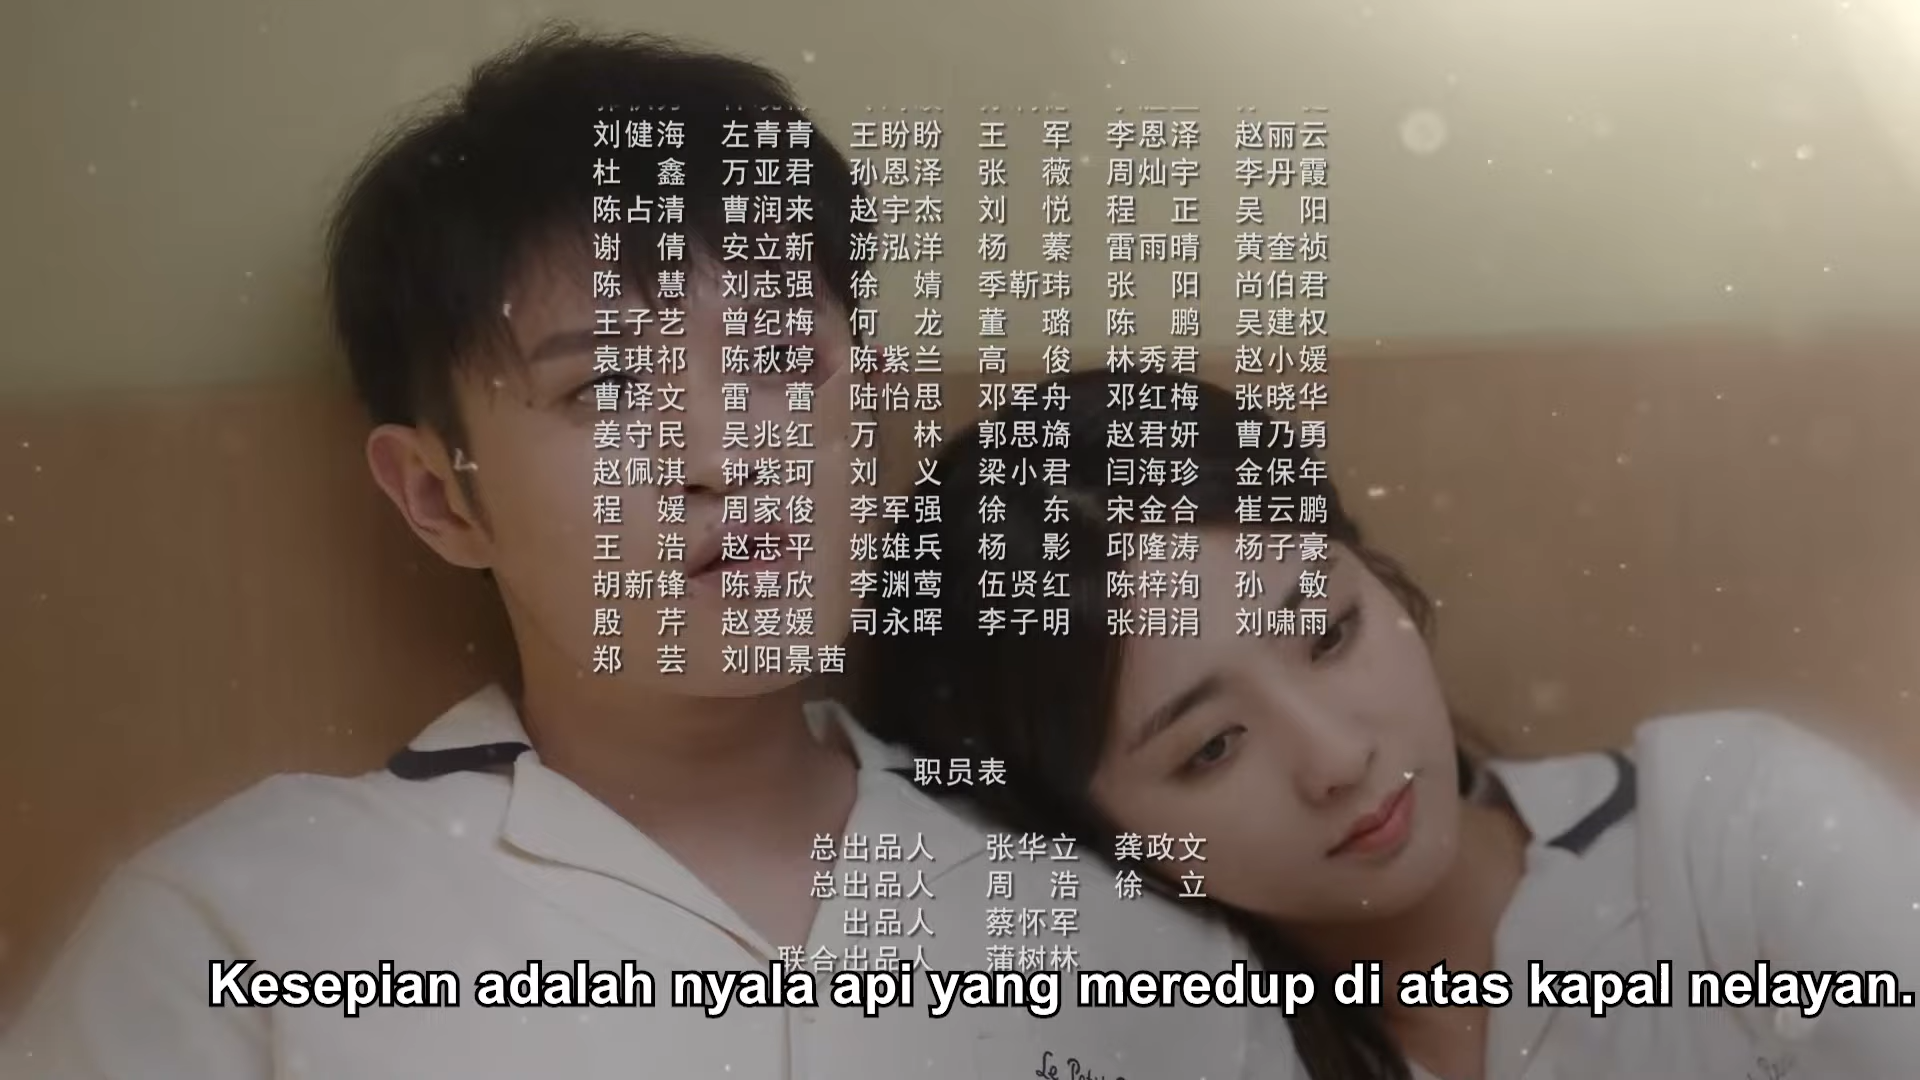 刘健海 左青青 王盼盼 王 军 李恩泽 赵丽云
杜 鑫 万亚君 孙恩泽 张 薇 周灿宇 李丹霞
陈占清 曹润来 赵宇杰 刘 悦 程 正 吴 阳
谢 倩 安立新 游泓洋 杨 蓁 雷雨晴 黄奎祯
陈 慧 刘志强 徐 婧 季靳玮 张 阳 尚伯君
王子艺 曾纪梅 何 龙 董 璐 陈 鹏 吴建权
袁琪祁 陈秋婷 陈紫兰 高 俊 林秀君 赵小媛
曹译文 雷 蕾 陆怡思 邓军舟 邓红梅 张晓华
姜守民 吴兆红 万 林 郭思旖 赵君妍 曹乃勇
赵佩淇 钟紫珂 刘 义 梁小君 闫海珍 金保年
程 媛 周家俊 李军强 徐 东 宋金合 崔云鹏
王 浩 赵志平 姚雄兵 杨 影 邱隆涛 杨子豪
胡新锋 陈嘉欣 李渊莺 伍贤红 陈梓洵 孙 敏
殷 芹 赵爱媛 司永晖 李子明 张涓涓 刘啸雨
郑 芸 刘阳景茜
职员表
总出品人 张华立 龚政文
总出品人 周 浩 徐 立
出品人 蔡怀军
联合出品人 蒲树林
Kesepian adalah nyala api yang meredup di atas kapal nelayan.